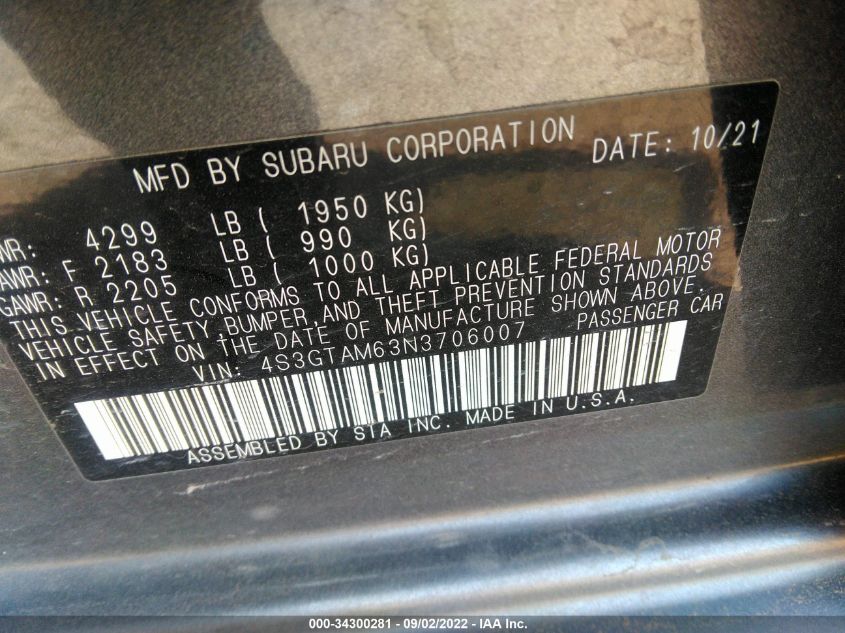 MFD BY SUBARU CORPORATION DATE: 10/21
WR: 4299 LB ( 1950 KG)
AWR: F 2183 LB ( 990 KG)
GAWR: R 2205 LB ( 1000 KG)
THIS VEHICLE CONFORMS TO ALL APPLICABLE FEDERAL MOTOR
VEHICLE SAFETY, BUMPER, AND THEFT PREVENTION STANDARDS
IN EFFECT ON THE DATE OF MANUFACTURE SHOWN ABOVE.
VIN: 4S3GTAM63N3706007 PASSENGER CAR
ASSEMBLED BY SIA INC. MADE IN U.S.A.
000-34300281 - 09/02/2022 - IAA Inc.